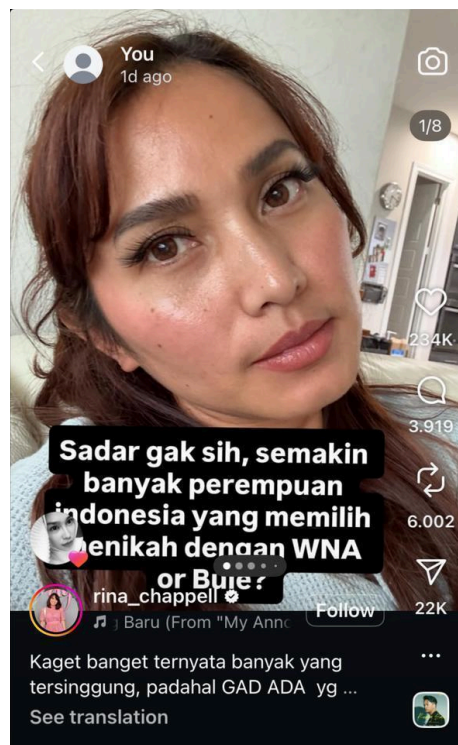 You
1d ago
1/8
234K
3.919
6.002
22K
Sadar gak sih, semakin
banyak perempuan
indonesia yang memilih
menikah dengan WNA
or Bule?
rina_chappell
Baru (From "My Ann
Follow
Kaget banget ternyata banyak yang
tersinggung, padahal GAD ADA yg ...
See translation